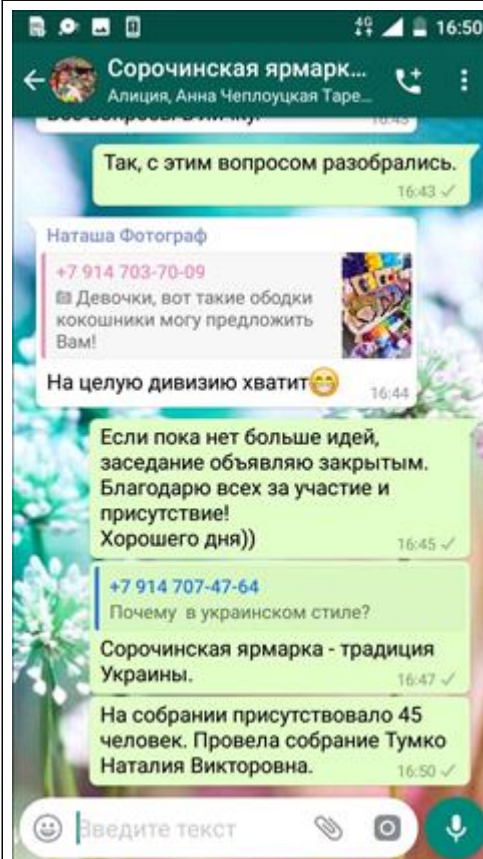 4G 16:50
Сорочинская ярмарк...
Алиция, Анна Чеплоуцкая Таре...
16:43
Так, с этим вопросом разобрались.
16:43
Наташа Фотограф
+7 914 703-70-09
Девочки, вот такие ободки
кокошники могу предложить
Вам!
На целую дивизию хватит
16:44
Если пока нет больше идей,
заседание объявляю закрытым.
Благодарю всех за участие и
присутствие!
Хорошего дня))
16:45
+7 914 707-47-64
Почему в украинском стиле?
Сорочинская ярмарка - традиция
Украины.
16:47
На собрании присутствовало 45
человек. Провела собрание Тумко
Наталия Викторовна.
16:50
Введите текст